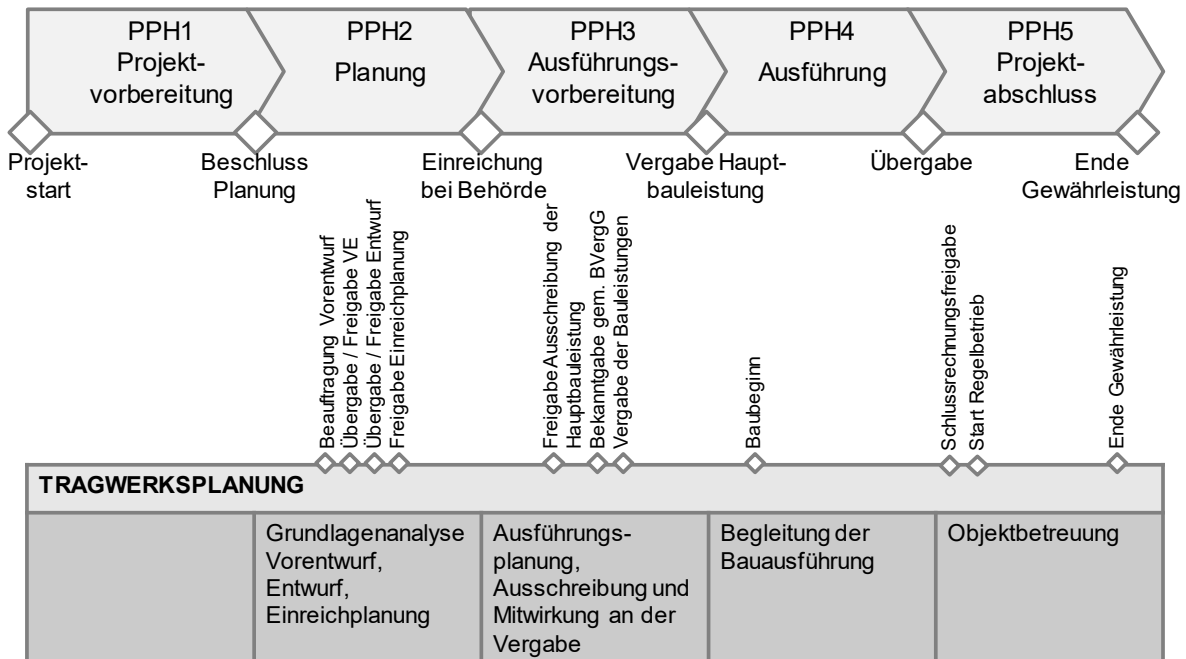 PPH1
Projekt-
vorbereitung
PPH2
Planung
PPH3
Ausführungs-
vorbereitung
PPH4
Ausführung
PPH5
Projekt-
abschluss
Projekt-
start
Beschluss
Planung
Einreichung
bei Behörde
Vergabe Haupt-
bauleistung
Übergabe
Ende
Gewährleistung
Beauftragung Vorentwurf
Übergabe / Freigabe VE
Übergabe / Freigabe Entwurf
Freigabe Einreichplanung
Freigabe Ausschreibung der
Hauptbauleistung
Bekanntgabe gem. BVergG
Vergabe der Bauleistungen
Baubeginn
Schlussrechnungsfreigabe
Start Regelbetrieb
Ende Gewährleistung
TRAGWERKSPLANUNG
Grundlagenanalyse
Vorentwurf,
Entwurf,
Einreichplanung
Ausführungs-
planung,
Ausschreibung und
Mitwirkung an der
Vergabe
Begleitung der
Bauausführung
Objektbetreuung